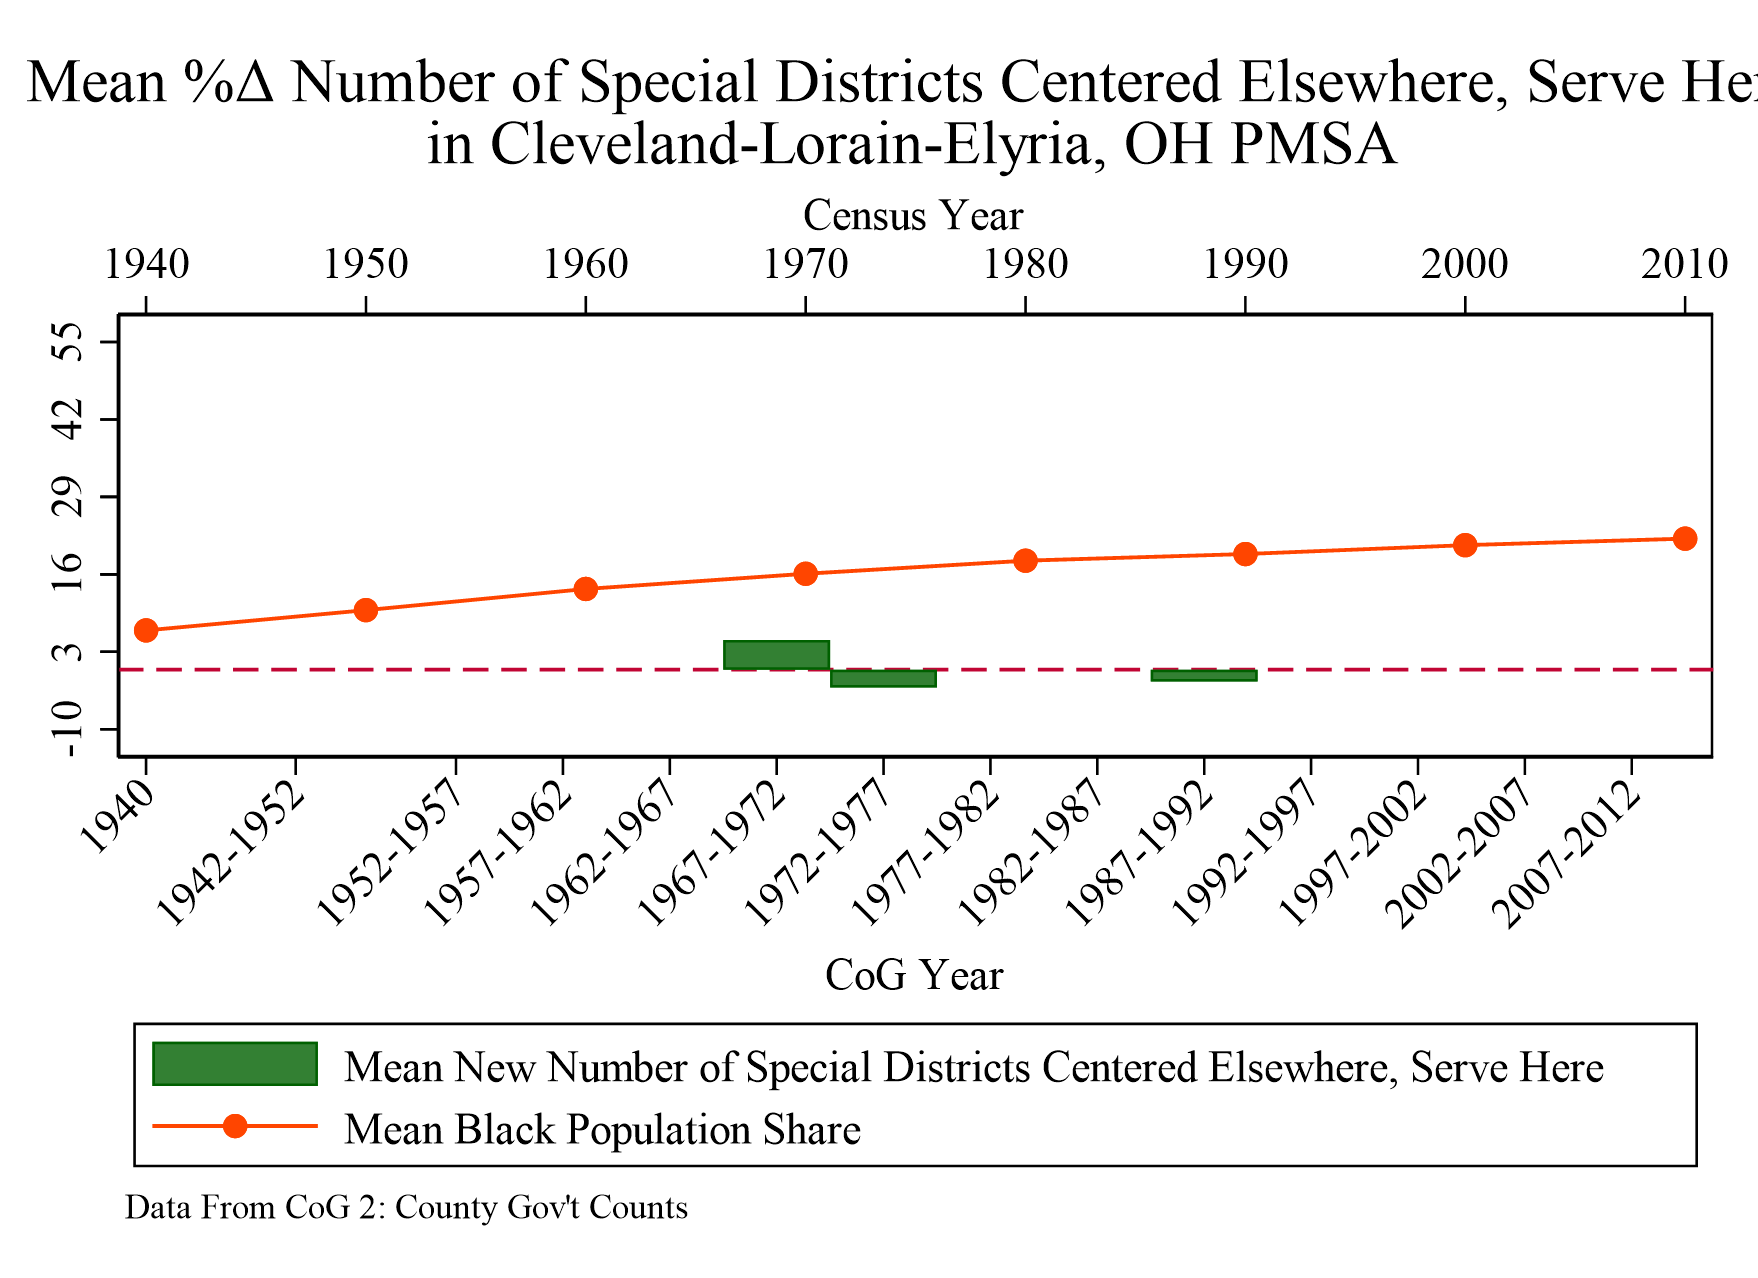 Mean %Δ Number of Special Districts Centered Elsewhere, Serve
in Cleveland-Lorain-Elyria, OH PMSA
Census Year
1940 1950 1960 1970 1980 1990 2000 2010
55
42
29
16
3
-10
1940 1942-1952 1952-1957 1957-1962 1962-1967 1967-1972 1972-1977 1977-1982 1982-1987 1987-1992 1992-1997 1997-2002 2002-2007 2007-2012
CoG Year
Mean New Number of Special Districts Centered Elsewhere, Serve Here
Mean Black Population Share
Data From CoG 2: County Gov't Counts